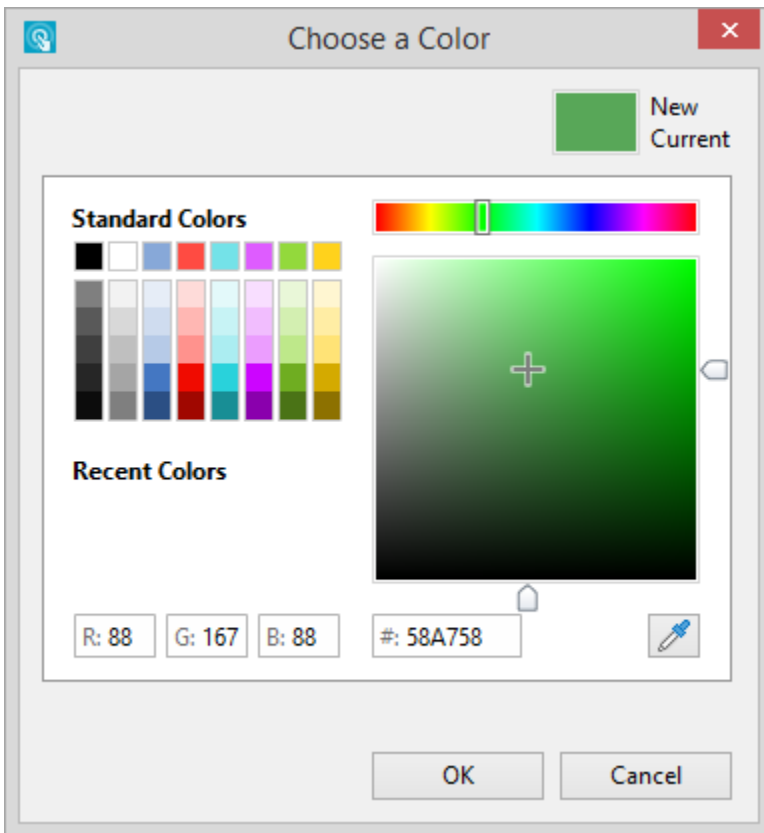 Choose a Color
New
Current
Standard Colors
Recent Colors
R: 88 G: 167 B: 88 #: 58A758
OK Cancel